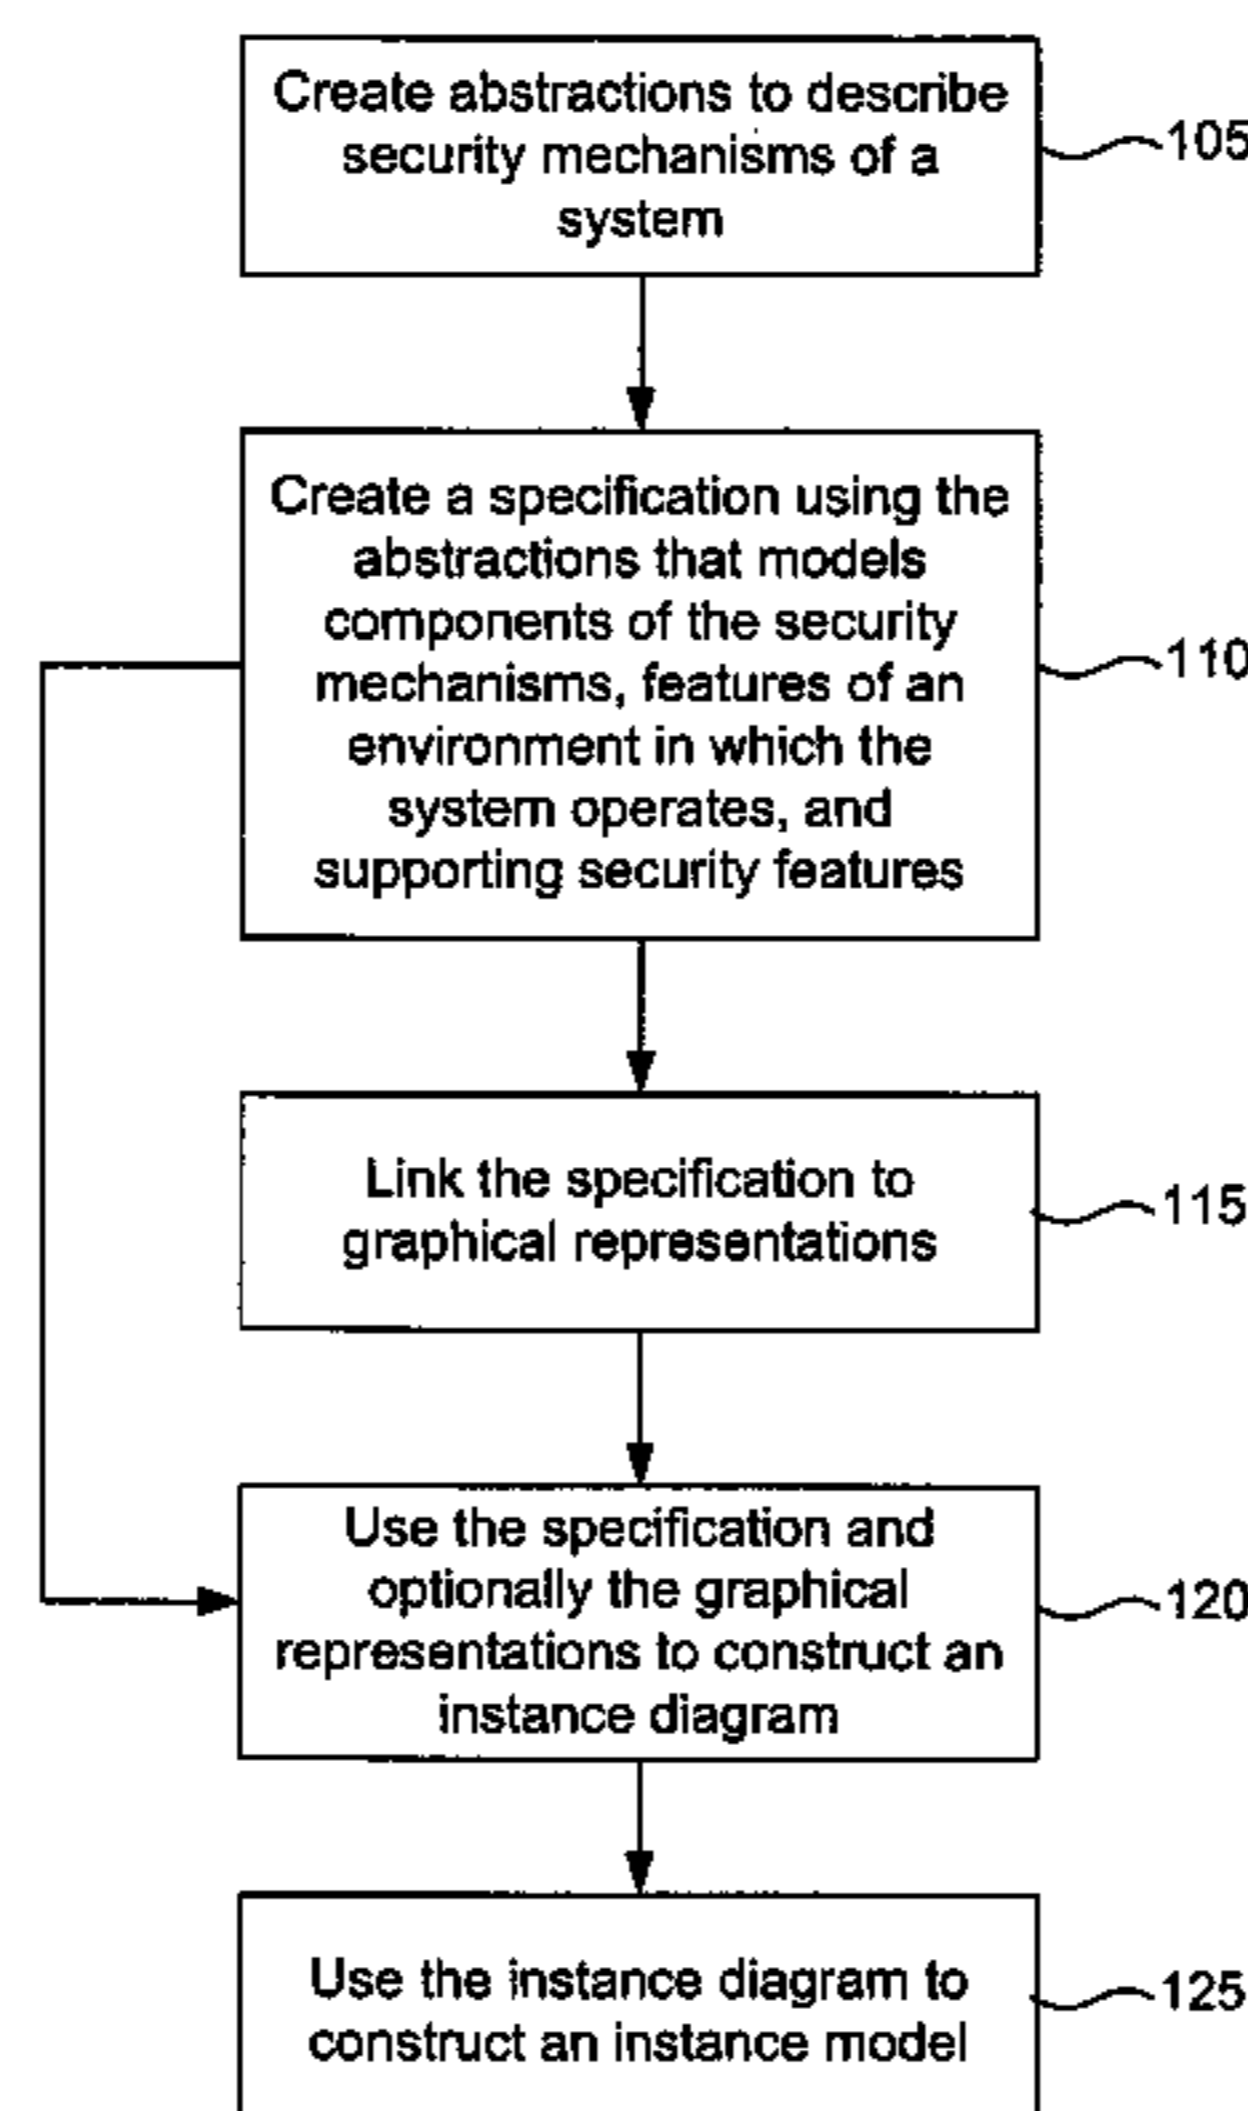 Create abstractions to describe
security mechanisms of a
system
105
Create a specification using the
abstractions that models
components of the security
mechanisms, features of an
environment in which the
system operates, and
supporting security features
110
Link the specification to
graphical representations
115
Use the specification and
optionally the graphical
representations to construct an
instance diagram
120
Use the instance diagram to
construct an instance model
125